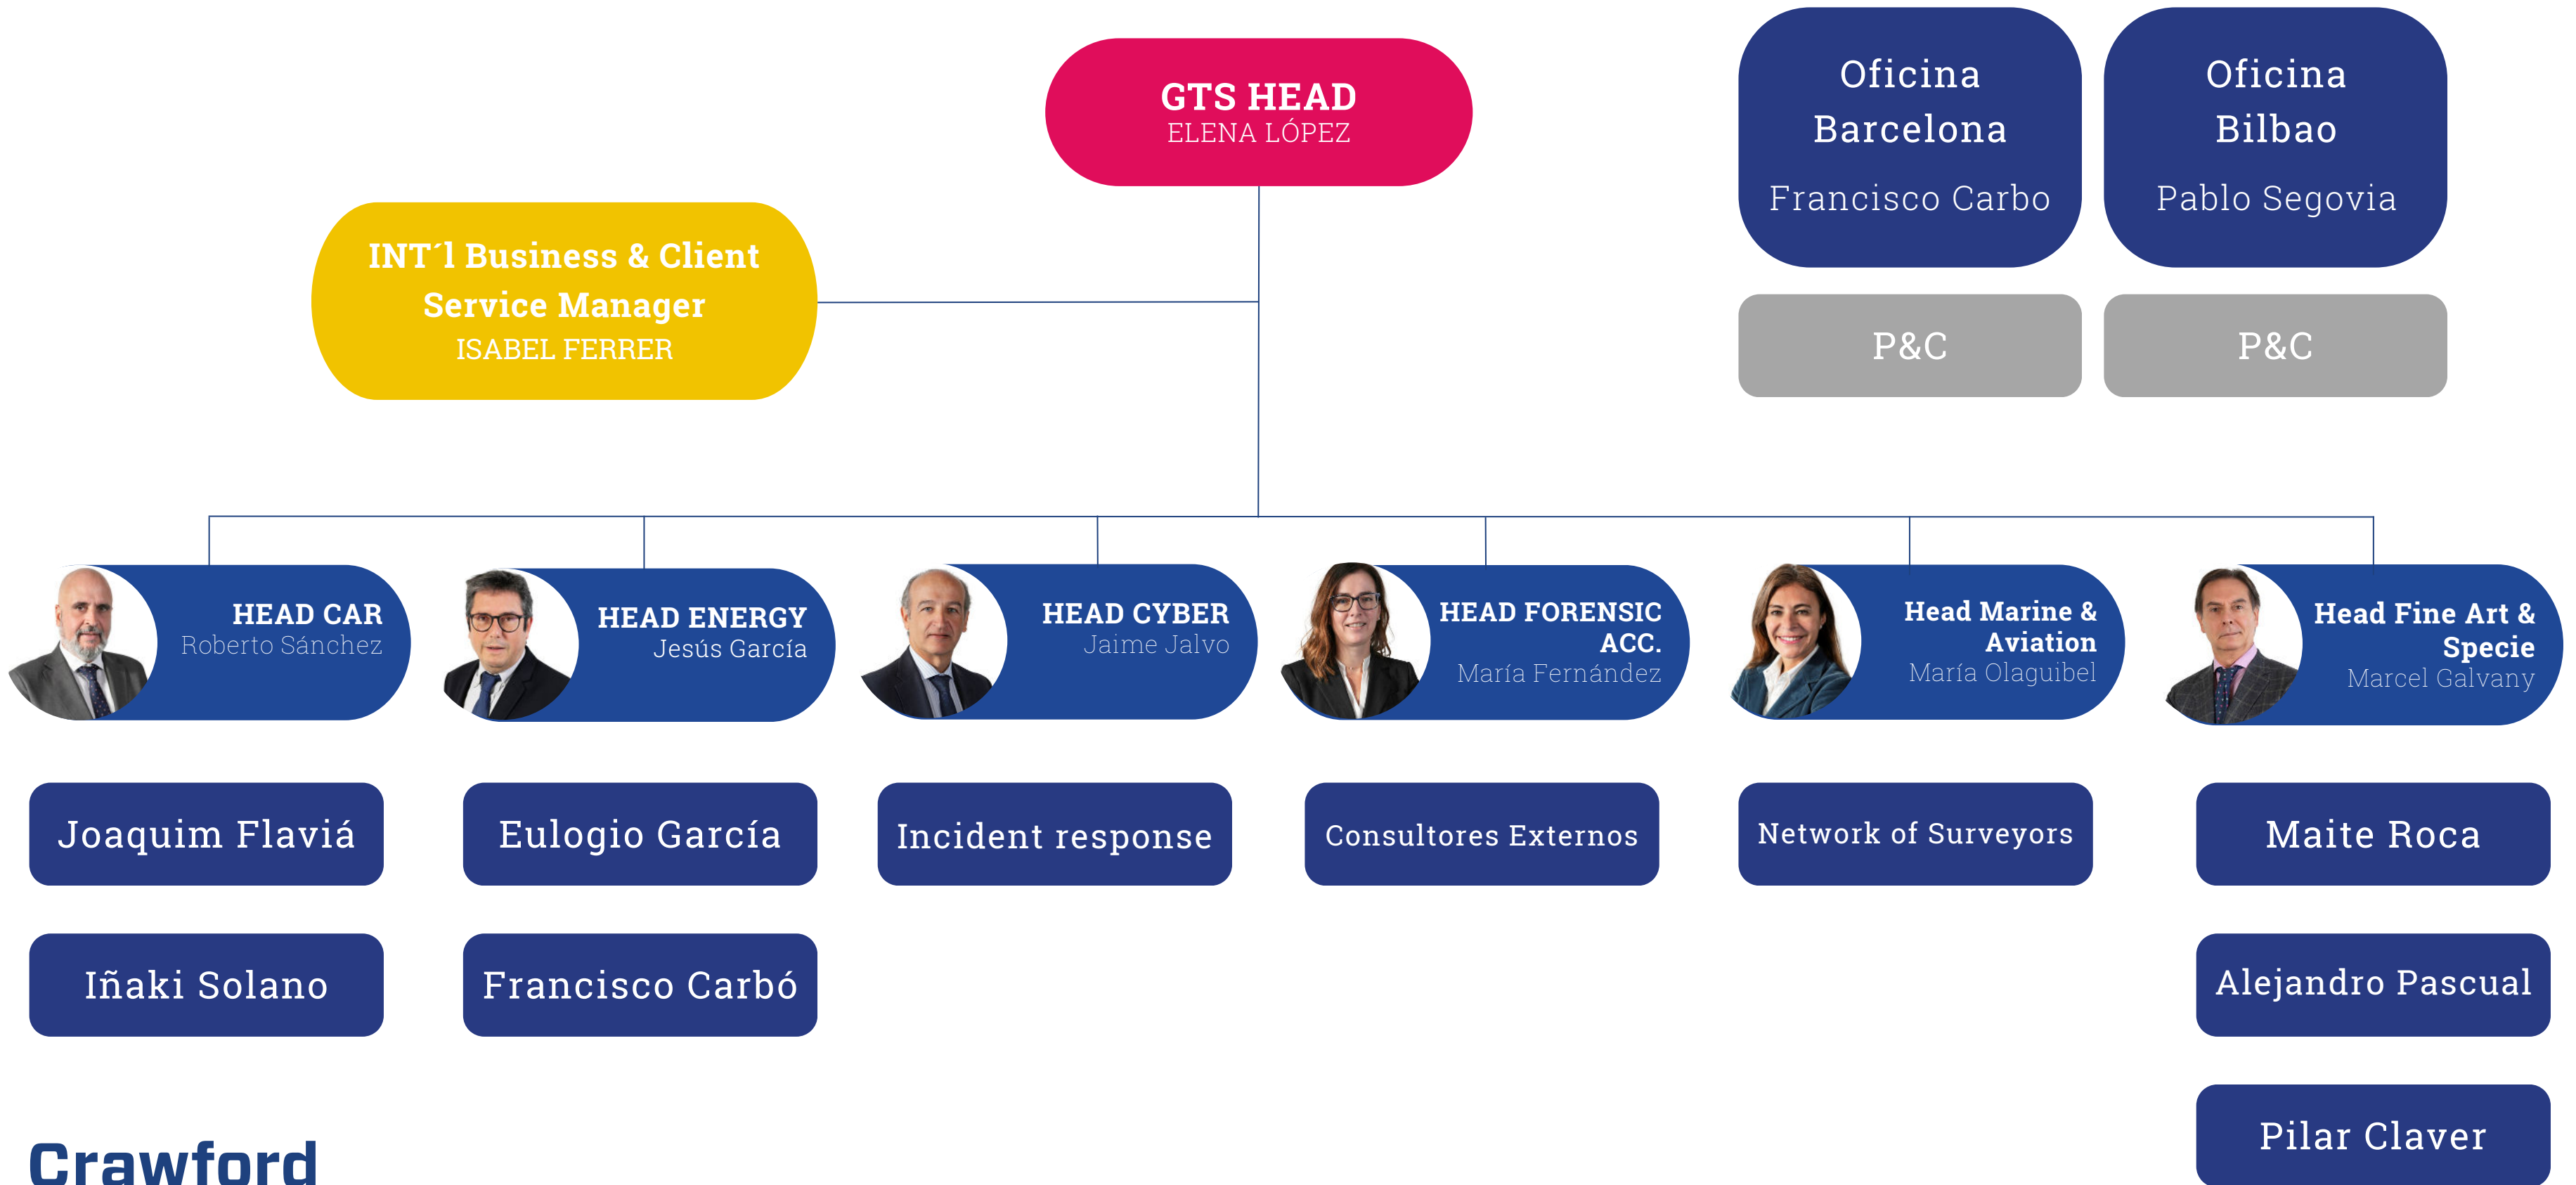 GTS HEAD
ELENA LÓPEZ
Oficina
Barcelona
Francisco Carbo
Oficina
Bilbao
Pablo Segovia
INT´l Business & Client
Service Manager
ISABEL FERRER
P&C
P&C
HEAD CAR
Roberto Sánchez
HEAD ENERGY
Jesús García
HEAD CYBER
Jaime Jalvo
HEAD FORENSIC
ACC.
María Fernández
Head Marine &
Aviation
María Olaguibel
Head Fine Art &
Specie
Marcel Galvany
Joaquim Flaviá
Eulogio García
Incident response
Consultores Externos
Network of Surveyors
Maite Roca
Iñaki Solano
Francisco Carbó
Alejandro Pascual
Pilar Claver
Crawford